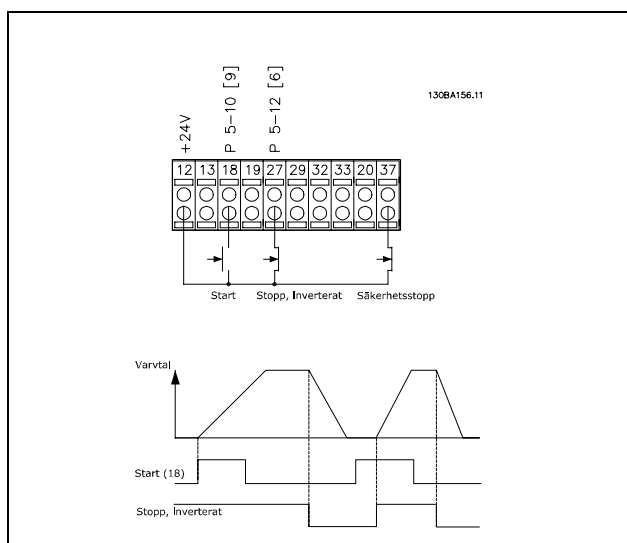 130BA156.11
+24V
P 5-10 [9]
P 5-12 [6]
12 13 18 19 27 29 32 33 20 37
Start Stopp, Inverterat Säkerhetsstopp
Varvtal
Start (18)
Stopp, Inverterat